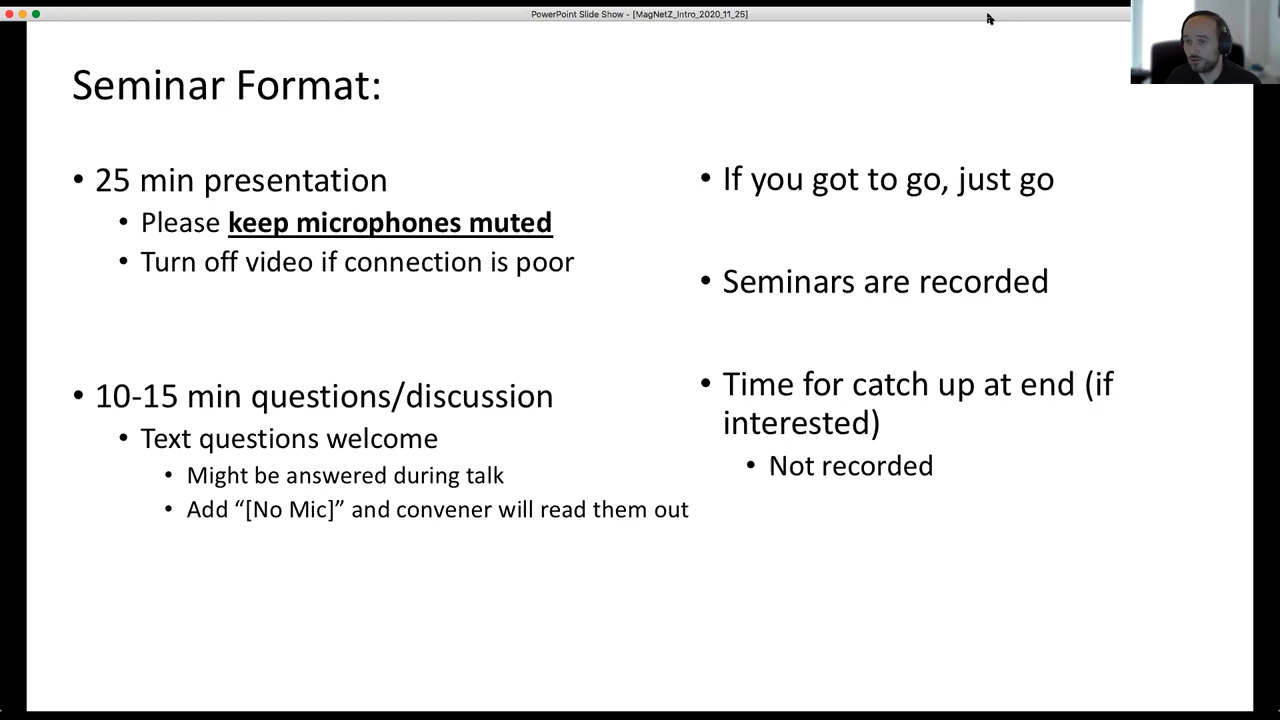 PowerPoint Slide Show - [MagNetZ_Intro_2020_11_25]
Seminar Format:
• 25 min presentation
• Please keep microphones muted
• Turn off video if connection is poor
• 10-15 min questions/discussion
• Text questions welcome
• Might be answered during talk
• Add “[No Mic]” and convener will read them out
• If you got to go, just go
• Seminars are recorded
• Time for catch up at end (if
interested)
• Not recorded